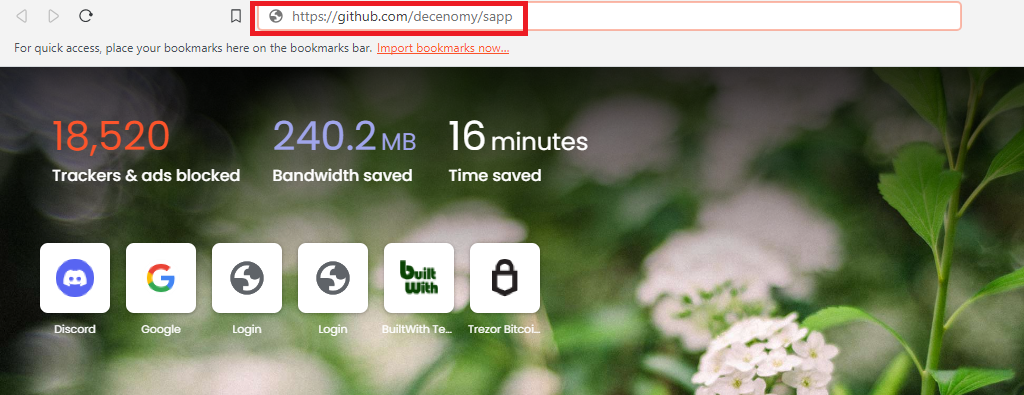 https://github.com/decenomy/sapp
For quick access, place your bookmarks here on the bookmarks bar. Import bookmarks now...
18,520 240.2 MB 16 minutes
Trackers & ads blocked Bandwidth saved Time saved
built With
Discord Google Login Login BuiltWith Te... Trezor Bitcoi...